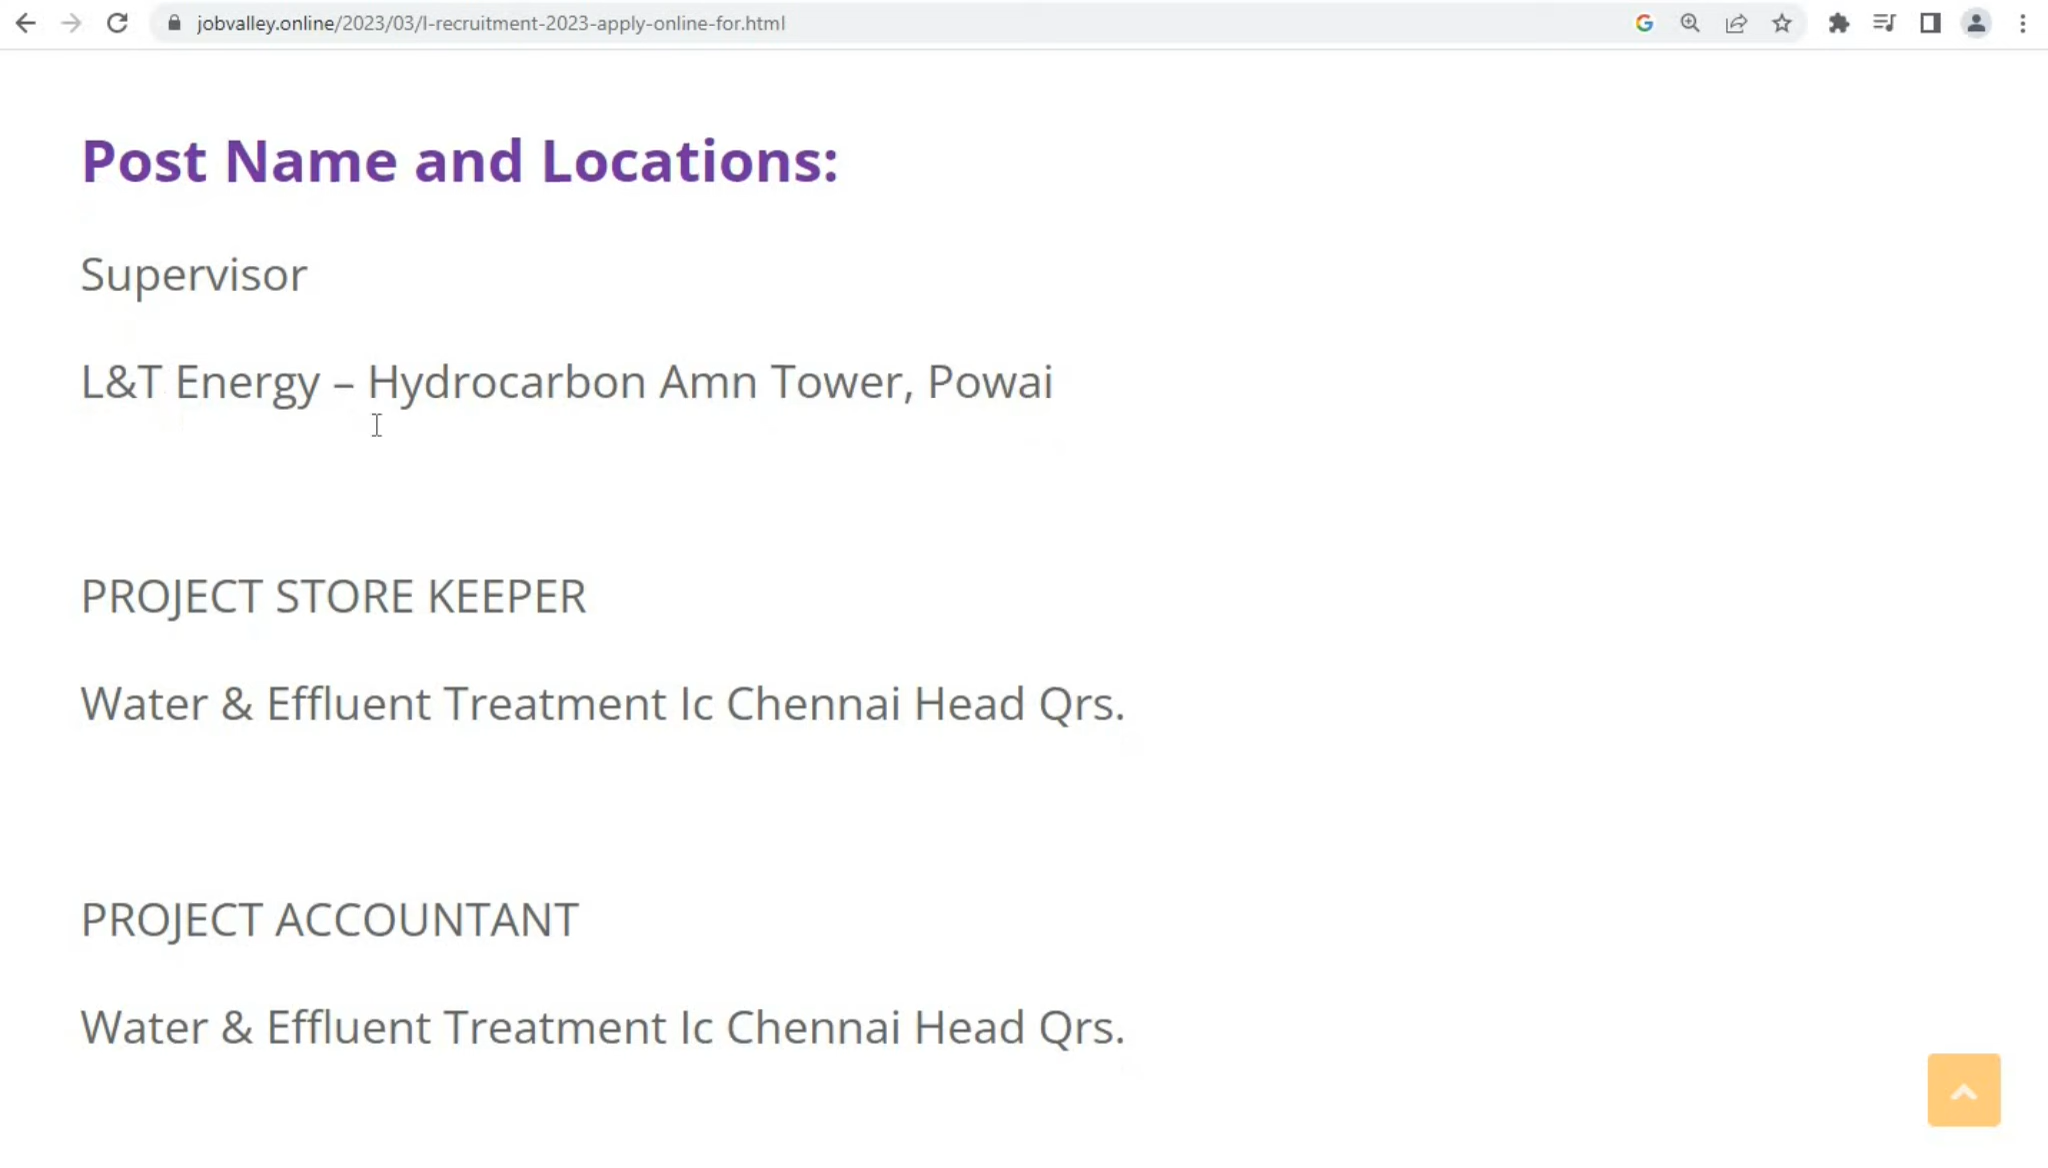 jobvalley.online/2023/03/l-recruitment-2023-apply-online-for.html
Post Name and Locations:
Supervisor
L&T Energy – Hydrocarbon Amn Tower, Powai
PROJECT STORE KEEPER
Water & Effluent Treatment Ic Chennai Head Qrs.
PROJECT ACCOUNTANT
Water & Effluent Treatment Ic Chennai Head Qrs.